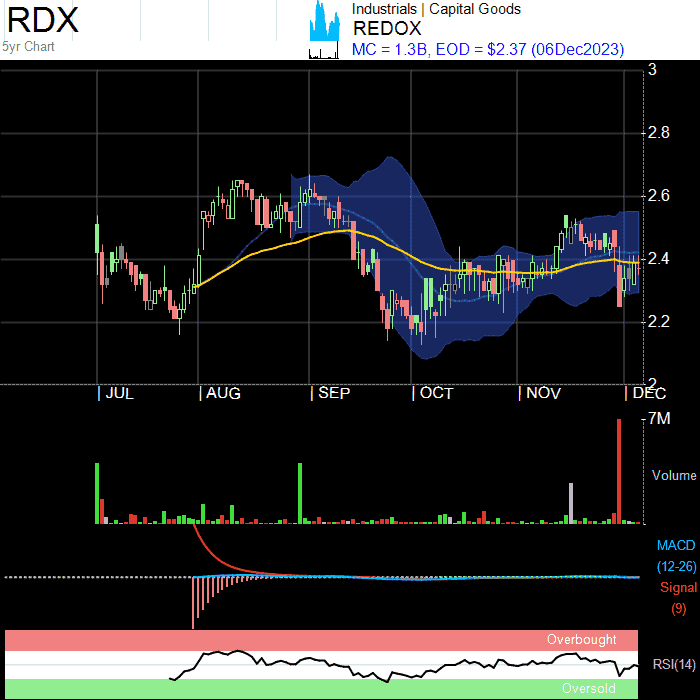 RDX
5yr Chart
Industrials | Capital Goods
REDOX
MC = 1.3B, EOD = $2.37 (06Dec2023)
3
2.8
2.6
2.4
2.2
2
| JUL | AUG | SEP | OCT | NOV | DEC
7M
Volume
MACD
(12-26)
Signal
(9)
Overbought
RSI(14)
Oversold